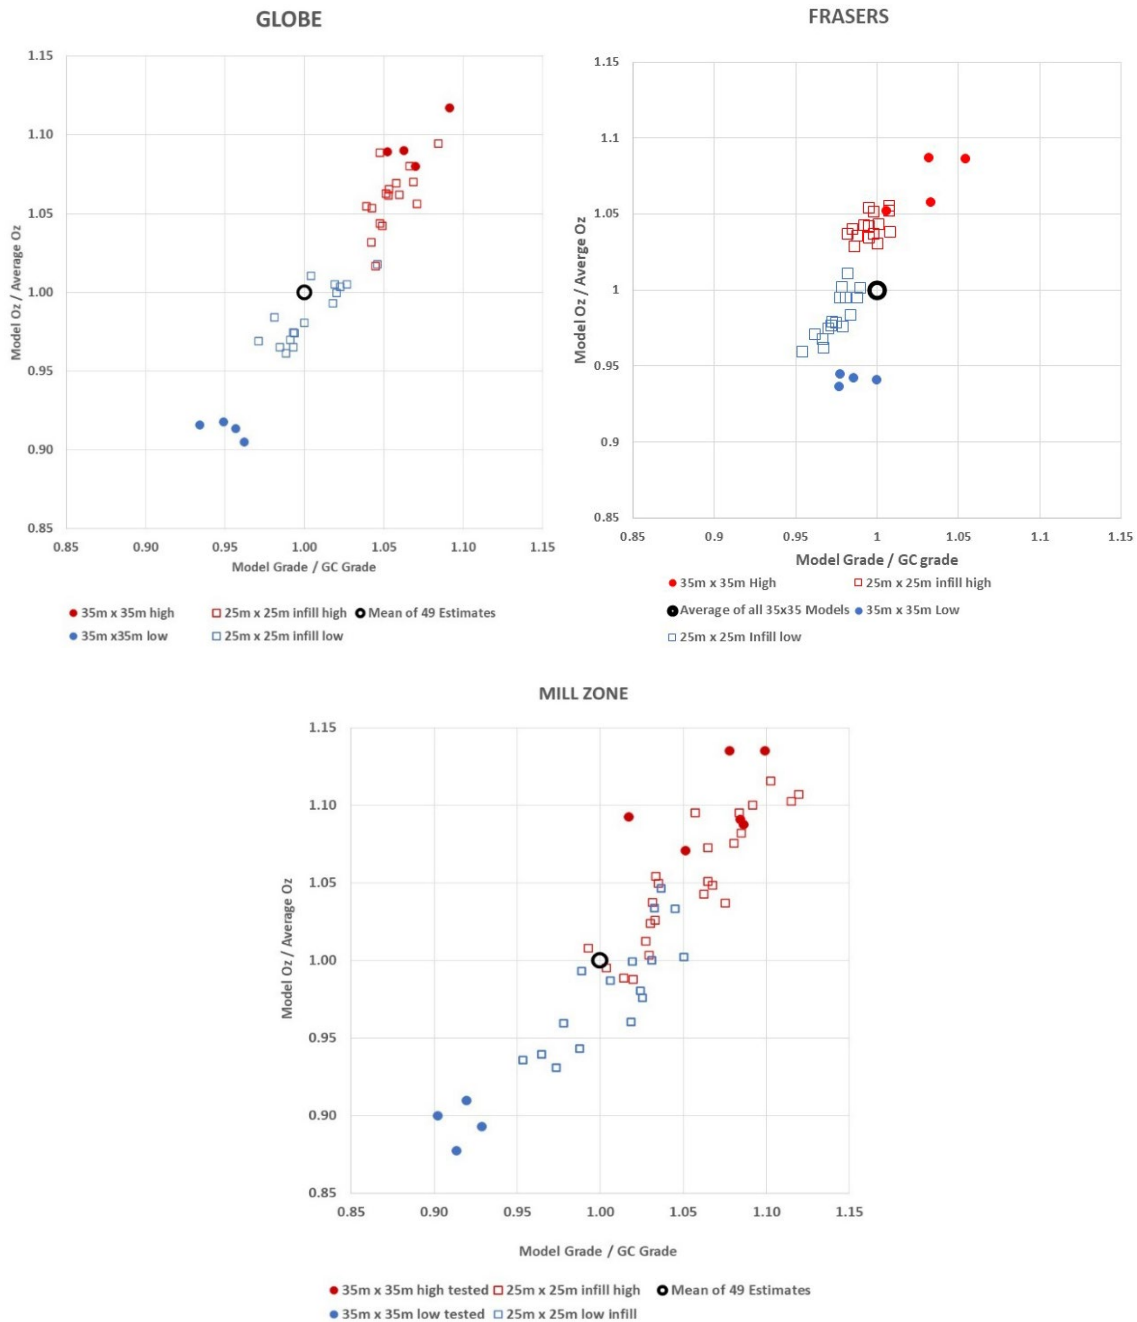 GLOBE
1.15
1.10
1.05
1.00
0.95
0.90
0.85
Model Oz / Average Oz
0.85 0.90 0.95 1.00 1.05 1.10 1.15
Model Grade / GC Grade
35m x 35m high 25m x 25m infill high Mean of 49 Estimates
35m x35m low 25m x 25m infill low
FRASERS
1.15
1.1
1.05
1
0.95
0.9
0.85
Model Oz / Averge Oz
0.85 0.9 0.95 1 1.05 1.1 1.15
Model Grade / GC grade
35m x 35m High 25m x 25m infill high
Average of all 35x35 Models 35m x 35m Low
25m x 25m Infill low
MILL ZONE
1.15
1.10
1.05
1.00
0.95
0.90
0.85
Model Oz / Average Oz
0.85 0.90 0.95 1.00 1.05 1.10 1.15
Model Grade / GC Grade
35m x 35m high tested 25m x 25m infill high Mean of 49 Estimates
35m x 35m low tested 25m x 25m low infill